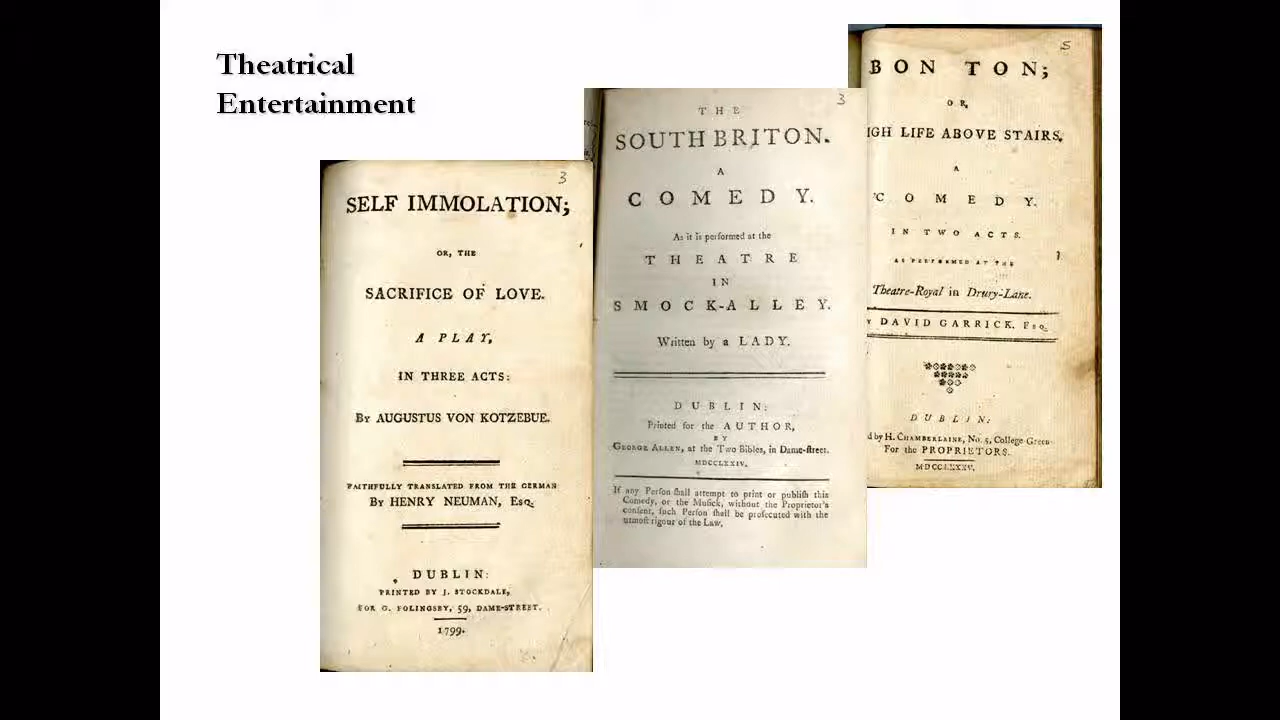 Theatrical
Entertainment
3
SELF IMMOLATION;
OR, THE
SACRIFICE OF LOVE.
A PLAY,
IN THREE ACTS:
By AUGUSTUS VON KOTZEBUE.
FAITHFULLY TRANSLATED FROM THE GERMAN
By HENRY NEUMAN, Esq.
DUBLIN:
PRINTED BY J. STOCKDALE,
FOR G. FOLINGSBY, 59, DAME-STREET.
1799.
3
THE
SOUTH BRITON.
A
COMEDY.
As it is performed at the
THEATRE
IN
SMOCK-ALLEY.
Written by a LADY.
DUBLIN:
Printed for the AUTHOR,
BY
GEORGE ALLEN, at the Two Bibles, in Dame-ſtreet.
MDCCLXXIV.
If any Perſon ſhall attempt to print or publiſh this
Comedy, or the Muſick, without the Proprietor's
conſent, ſuch Perſon ſhall be proſecuted with the
utmoſt rigour of the Law.
5
BON TON;
OR,
IGH LIFE ABOVE STAIRS.
A
COMEDY.
IN TWO ACTS.
AS PERFORMED AT THE
Theatre-Royal in Drury-Lane.
Y DAVID GARRICK. Esq.
DUBLIN:
d by H. CHAMBERLAINE, No. 5, College-Green
For the PROPRIETORS.
MDCCLXXXV.